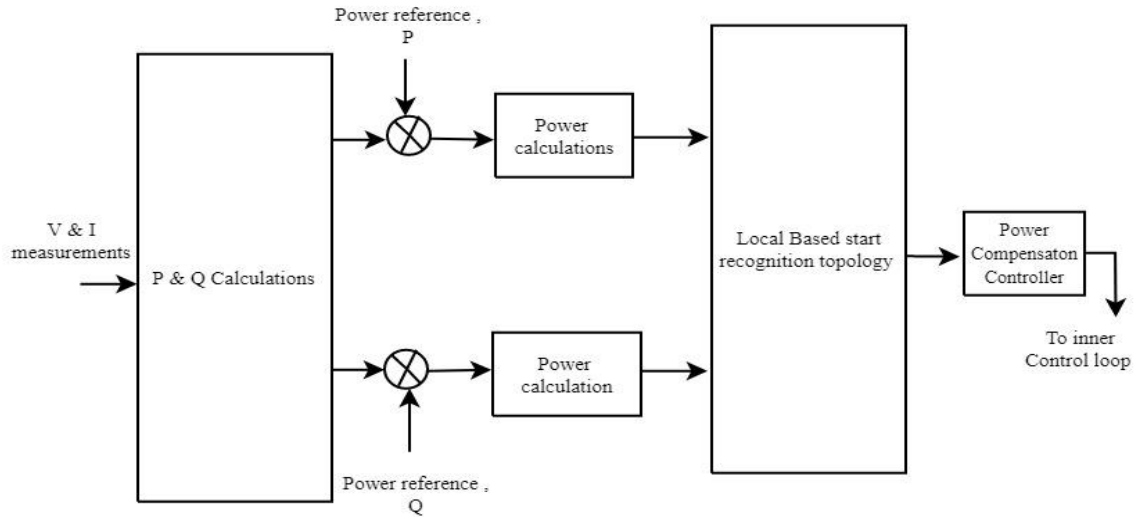 Power reference ,
P
Power
calculations
V & I
measurements
P & Q Calculations
Local Based start
recognition topology
Power
Compensaton
Controller
To inner
Control loop
Power
calculation
Power reference ,
Q